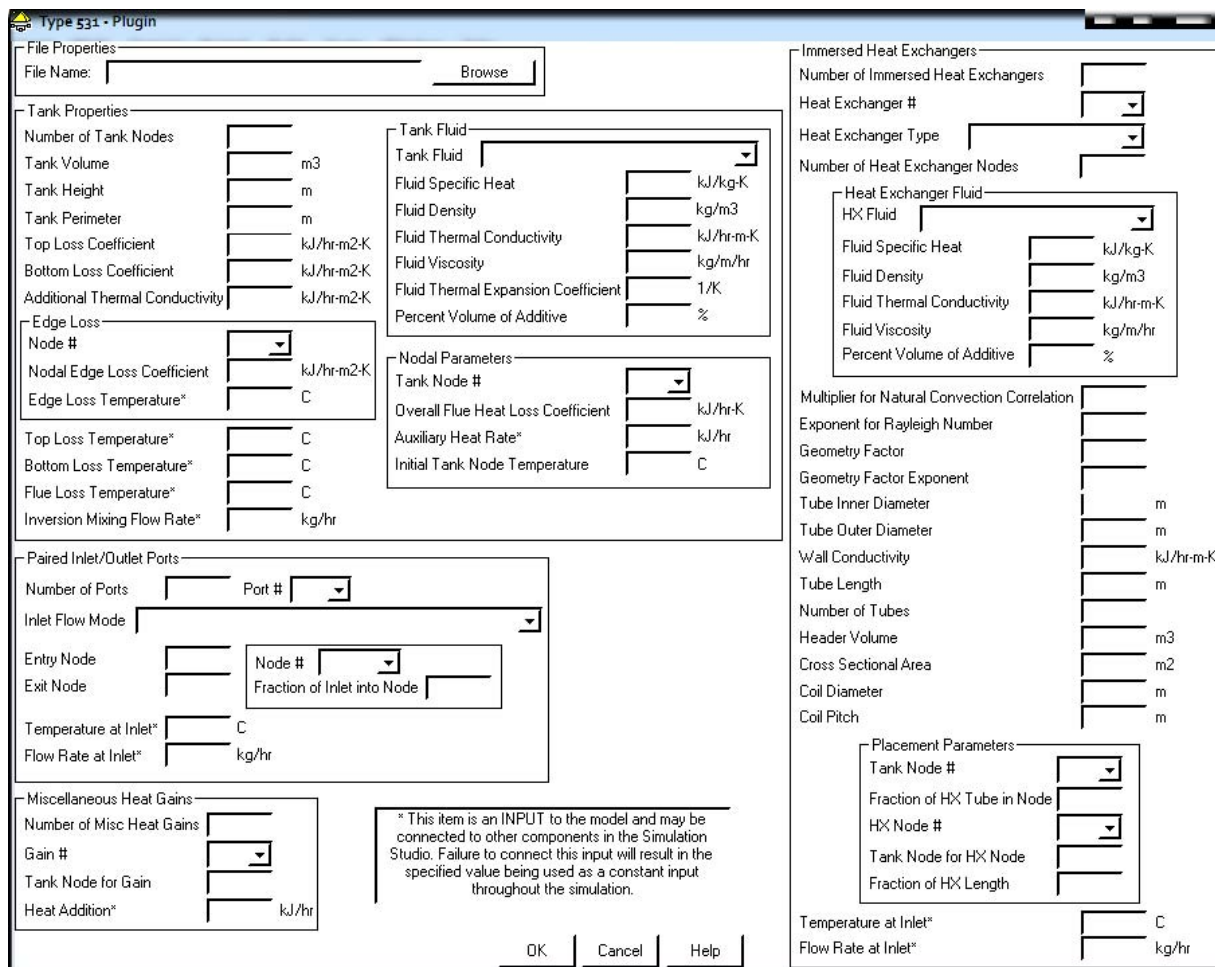 Type 531 - Plugin
File Properties
File Name: Browse
Tank Properties
Number of Tank Nodes
Tank Volume m3
Tank Height m
Tank Perimeter m
Top Loss Coefficient kJ/hr-m2-K
Bottom Loss Coefficient kJ/hr-m2-K
Additional Thermal Conductivity kJ/hr-m2-K
Edge Loss
Node #
Nodal Edge Loss Coefficient kJ/hr-m2-K
Edge Loss Temperature* C
Top Loss Temperature* C
Bottom Loss Temperature* C
Flue Loss Temperature* C
Inversion Mixing Flow Rate* kg/hr
Tank Fluid
Tank Fluid
Fluid Specific Heat kJ/kg-K
Fluid Density kg/m3
Fluid Thermal Conductivity kJ/hr-m-K
Fluid Viscosity kg/m/hr
Fluid Thermal Expansion Coefficient 1/K
Percent Volume of Additive %
Nodal Parameters
Tank Node #
Overall Flue Heat Loss Coefficient kJ/hr-K
Auxiliary Heat Rate* kJ/hr
Initial Tank Node Temperature C
Paired Inlet/Outlet Ports
Number of Ports Port #
Inlet Flow Mode
Entry Node
Exit Node
Node #
Fraction of Inlet into Node
Temperature at Inlet* C
Flow Rate at Inlet* kg/hr
Miscellaneous Heat Gains
Number of Misc Heat Gains
Gain #
Tank Node for Gain
Heat Addition* kJ/hr
* This item is an INPUT to the model and may be
connected to other components in the Simulation
Studio. Failure to connect this input will result in the
specified value being used as a constant input
throughout the simulation.
OK Cancel Help
Immersed Heat Exchangers
Number of Immersed Heat Exchangers
Heat Exchanger #
Heat Exchanger Type
Number of Heat Exchanger Nodes
Heat Exchanger Fluid
HX Fluid
Fluid Specific Heat kJ/kg-K
Fluid Density kg/m3
Fluid Thermal Conductivity kJ/hr-m-K
Fluid Viscosity kg/m/hr
Percent Volume of Additive %
Multiplier for Natural Convection Correlation
Exponent for Rayleigh Number
Geometry Factor
Geometry Factor Exponent
Tube Inner Diameter m
Tube Outer Diameter m
Wall Conductivity kJ/hr-m-K
Tube Length m
Number of Tubes
Header Volume m3
Cross Sectional Area m2
Coil Diameter m
Coil Pitch m
Placement Parameters
Tank Node #
Fraction of HX Tube in Node
HX Node #
Tank Node for HX Node
Fraction of HX Length
Temperature at Inlet* C
Flow Rate at Inlet* kg/hr